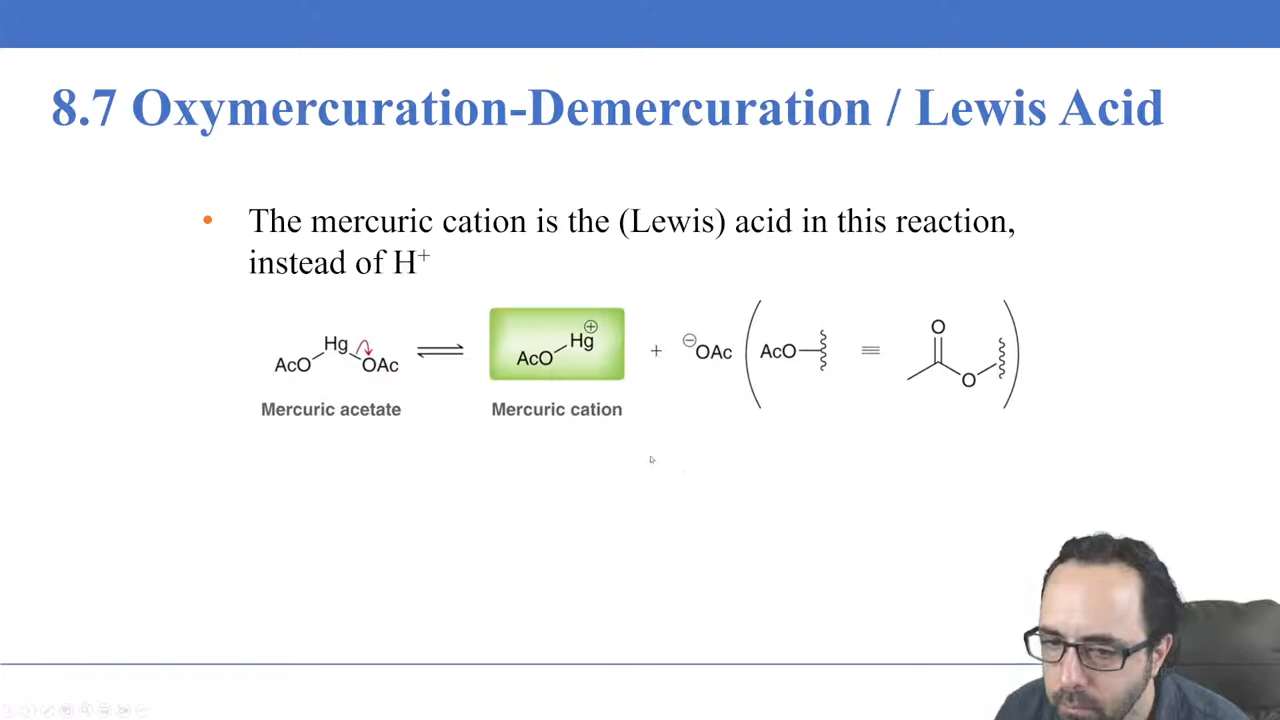 8.7 Oxymercuration-Demercuration / Lewis Acid
• The mercuric cation is the (Lewis) acid in this reaction,
instead of H⁺
AcO Hg OAc ⇌ AcO Hg ⊕ + ⊖OAc ( AcO ≡ O O )
Mercuric acetate
Mercuric cation